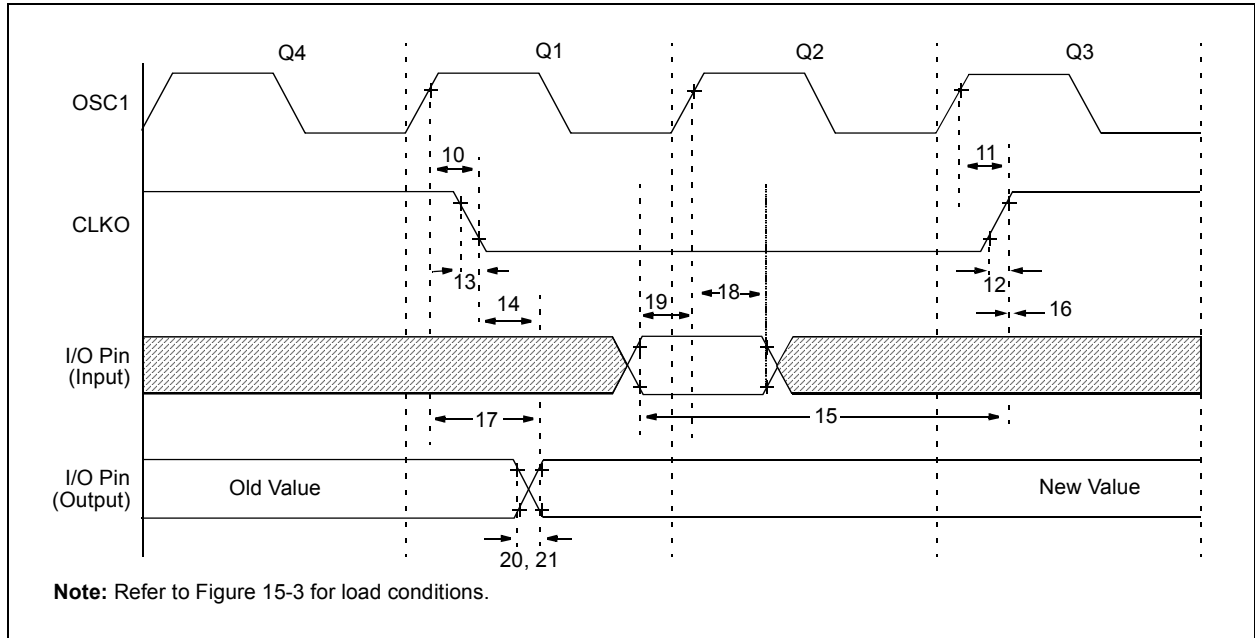 Q4 Q1 Q2 Q3
OSC1
10 11
CLKO
13 12
14 19 18 16
I/O Pin
(Input)
17 15
I/O Pin
(Output)
Old Value New Value
20, 21
Note: Refer to Figure 15-3 for load conditions.